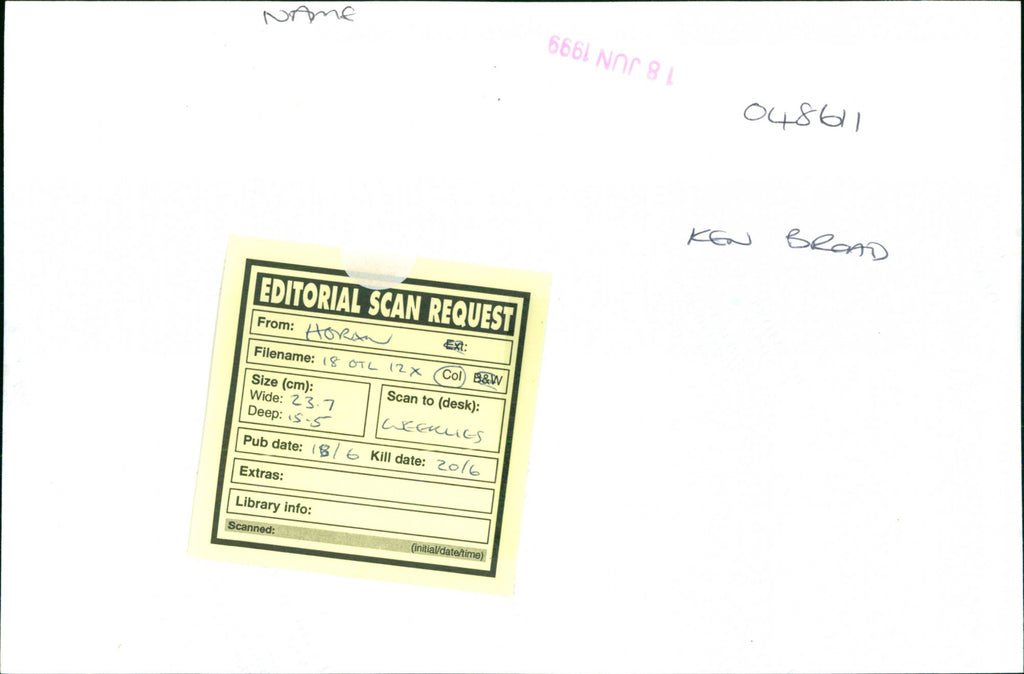 NAME
18 JUN 1999
048611
KEN BROAD
EDITORIAL SCAN REQUEST
From: HORAN Ext:
Filename: 18 OTL 12X Col B&W
Size (cm):
Wide: 23.7
Deep: 15.5
Scan to (desk):
WEEKLIES
Pub date: 18/6 Kill date: 20/6
Extras:
Library info:
Scanned:
(initial/date/time)